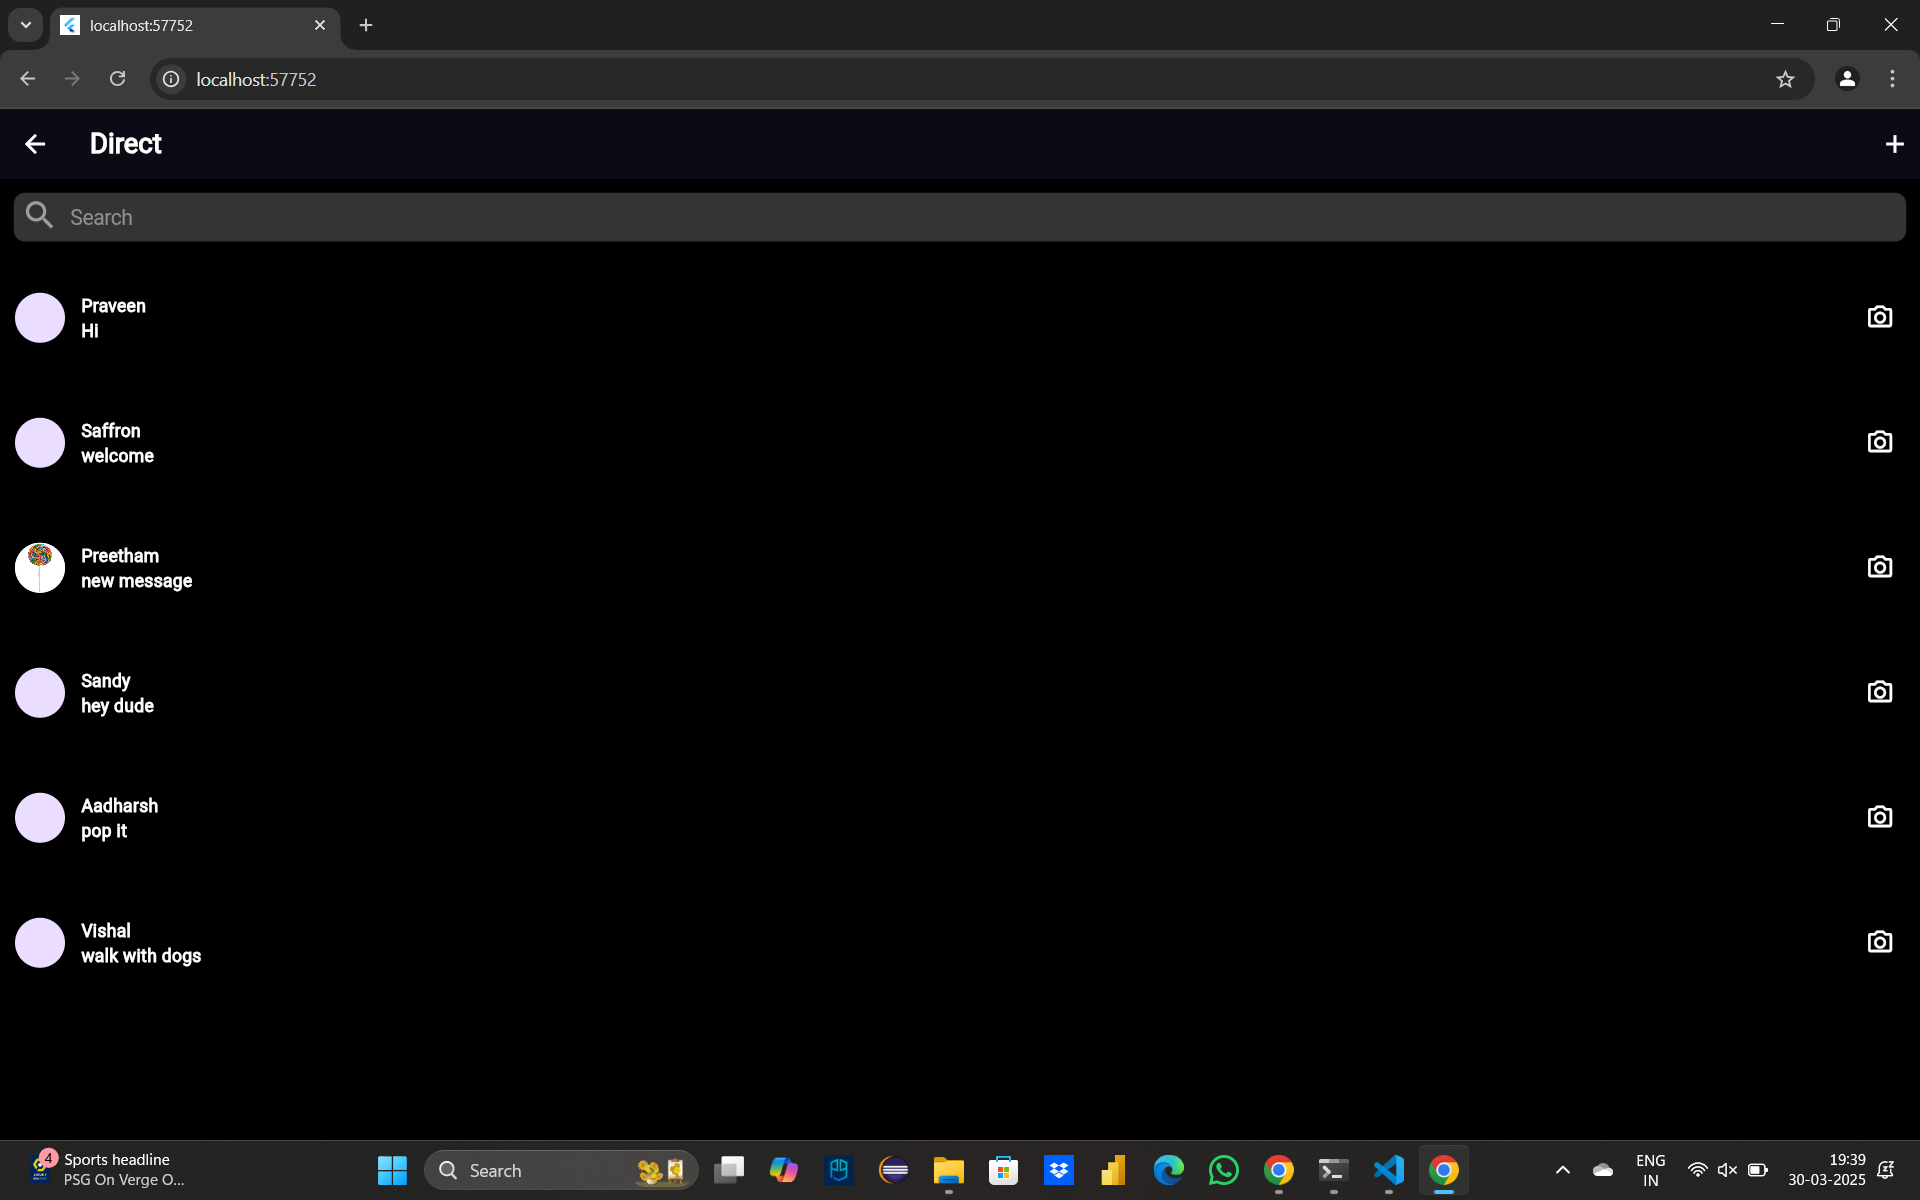 localhost:57752
localhost:57752
Direct
Search
Praveen
Hi
Saffron
welcome
Preetham
new message
Sandy
hey dude
Aadharsh
pop it
Vishal
walk with dogs
4
Sports headline
PSG On Verge O...
Search
ENG
IN
19:39
30-03-2025